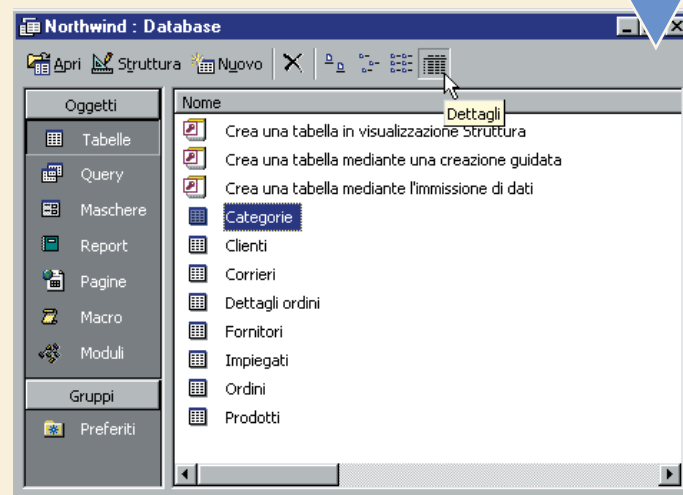 Northwind : Database
Apri Struttura Nuovo
Dettagli
Oggetti
Tabelle
Query
Maschere
Report
Pagine
Macro
Moduli
Gruppi
Preferiti
Nome
Crea una tabella in visualizzazione Struttura
Crea una tabella mediante una creazione guidata
Crea una tabella mediante l'immissione di dati
Categorie
Clienti
Corrieri
Dettagli ordini
Fornitori
Impiegati
Ordini
Prodotti